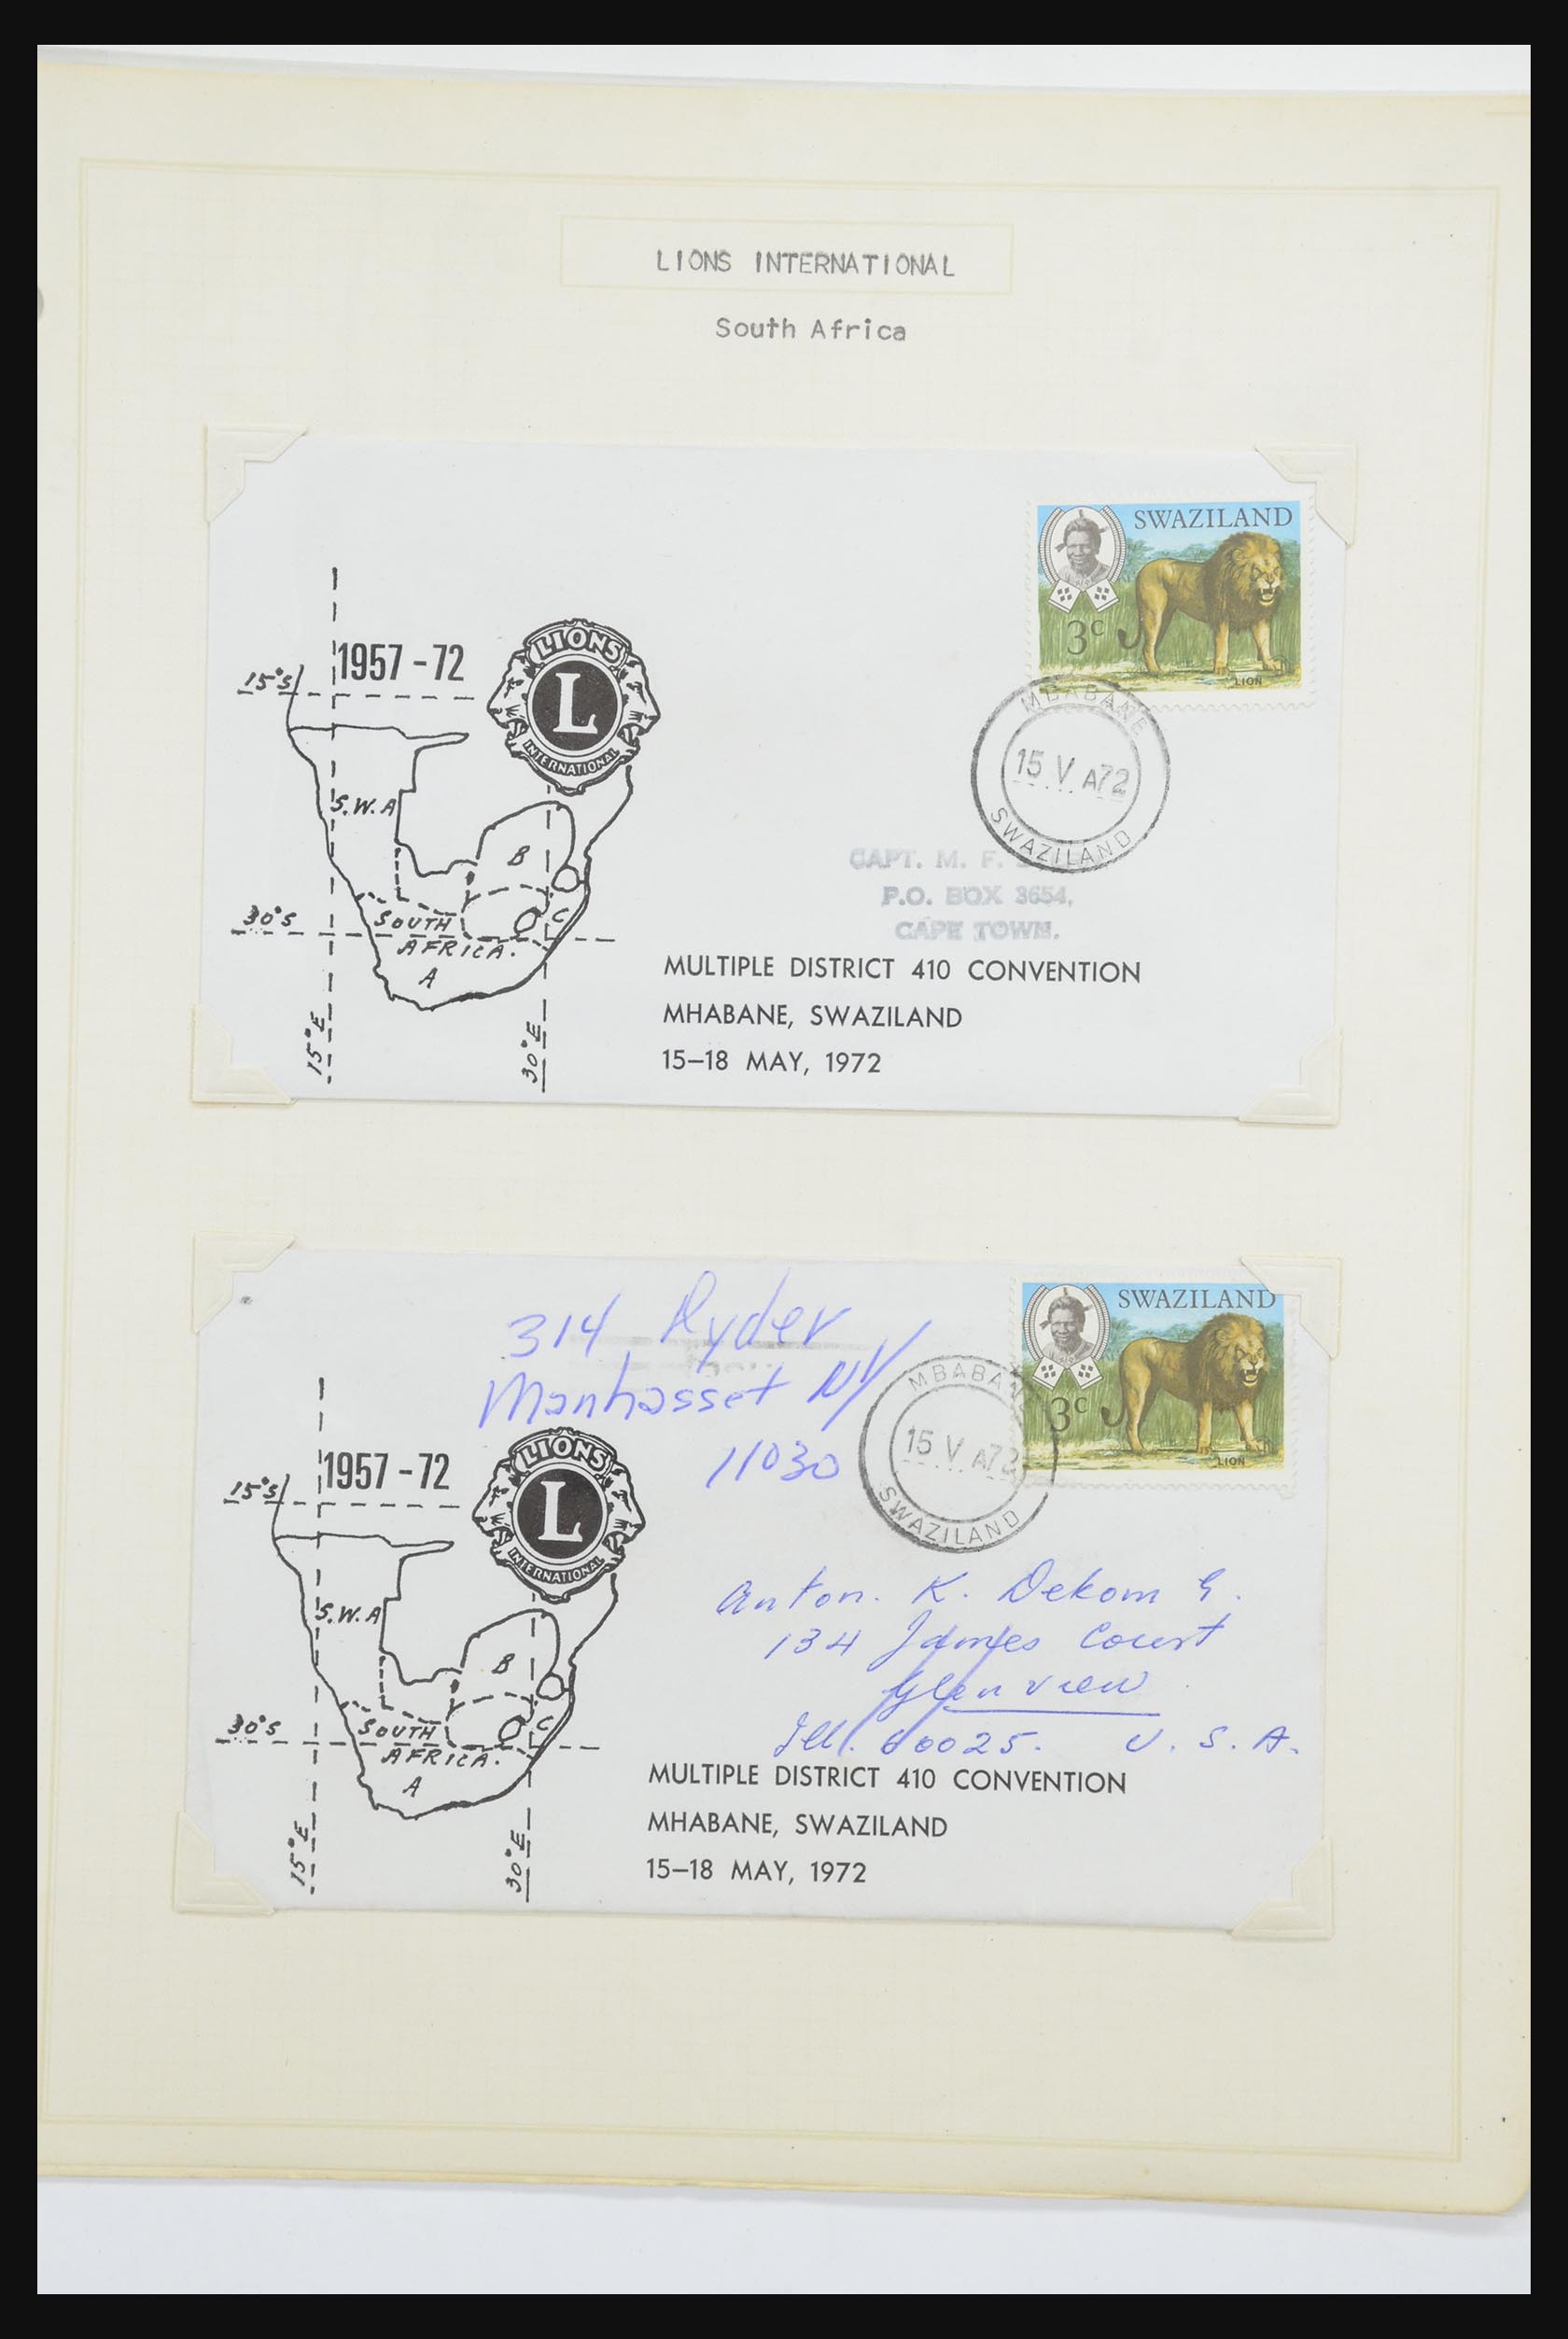 LIONS INTERNATIONAL
South Africa
SWAZILAND
3c
LION
1957-72
LIONS
L
INTERNATIONAL
15°S
S.W.A
B
30°S
SOUTH
C
AFRICA.
A
15°E
30°E
MBABANE
15 V A72
SWAZILAND
CAPT. M. F.
P.O. BOX 3654,
CAPE TOWN.
MULTIPLE DISTRICT 410 CONVENTION
MHABANE, SWAZILAND
15–18 MAY, 1972
314 Ryder
Manhasset NY
11030
SWAZILAND
3c
LION
MBABAN
15 V A72
SWAZILAND
1957-72
LIONS
L
INTERNATIONAL
15°S
S.W.A
B
30°S
SOUTH
C
AFRICA.
A
15°E
30°E
Anton. K. Dekom G.
134 James Court
Glenview
Ill. 60025. U. S. A.
MULTIPLE DISTRICT 410 CONVENTION
MHABANE, SWAZILAND
15–18 MAY, 1972